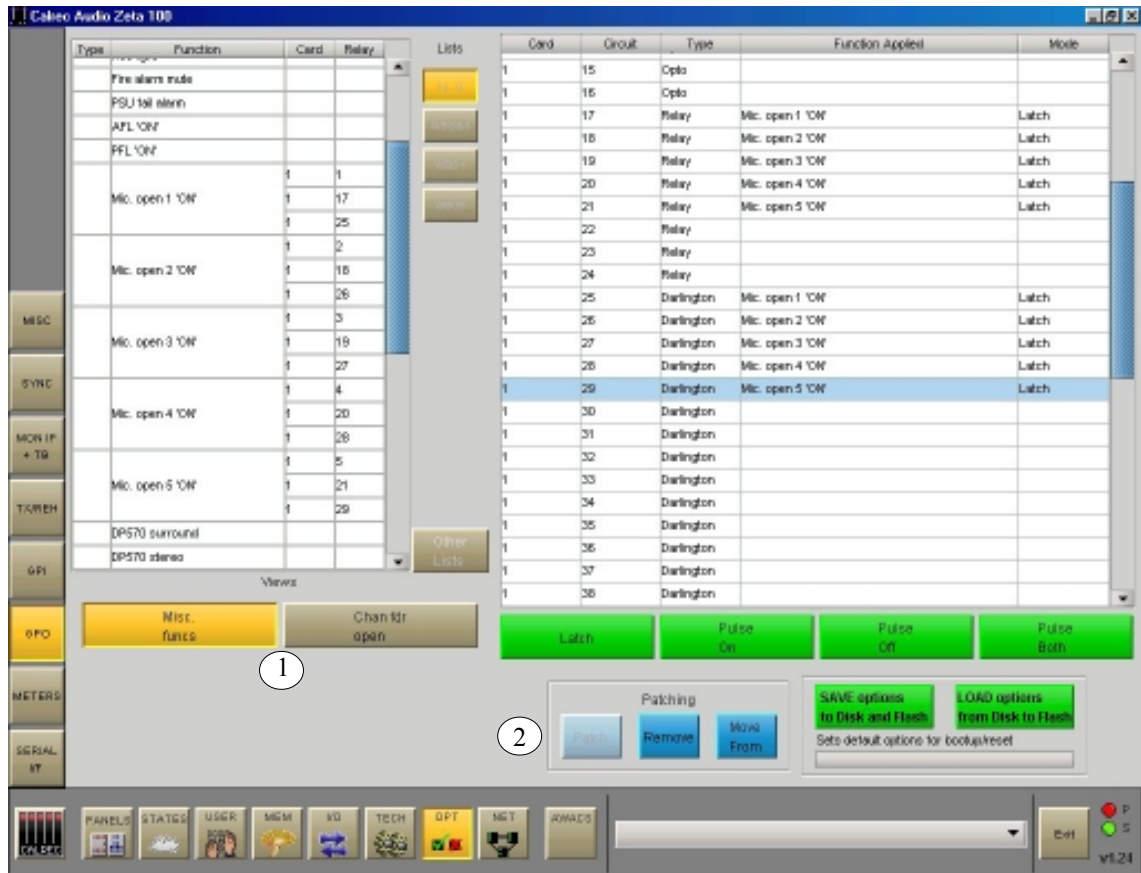 Calrec Audio Zeta 100
Type Function Card Relay
Fire alarm mute
PSU fail alarm
AFL 'ON'
PFL 'ON'
Mic. open 1 'ON'
1 1
1 17
1 25
Mic. open 2 'ON'
1 2
1 18
1 26
Mic. open 3 'ON'
1 3
1 19
1 27
Mic. open 4 'ON'
1 4
1 20
1 28
Mic. open 5 'ON'
1 5
1 21
1 29
DP570 surround
DP570 stereo
Lists
Other
Lists
Card Circuit Type Function Applied Mode
1 15 Opto
1 16 Opto
1 17 Relay Mic. open 1 'ON' Latch
1 18 Relay Mic. open 2 'ON' Latch
1 19 Relay Mic. open 3 'ON' Latch
1 20 Relay Mic. open 4 'ON' Latch
1 21 Relay Mic. open 5 'ON' Latch
1 22 Relay
1 23 Relay
1 24 Relay
1 25 Darlington Mic. open 1 'ON' Latch
1 26 Darlington Mic. open 2 'ON' Latch
1 27 Darlington Mic. open 3 'ON' Latch
1 28 Darlington Mic. open 4 'ON' Latch
1 29 Darlington Mic. open 5 'ON' Latch
1 30 Darlington
1 31 Darlington
1 32 Darlington
1 33 Darlington
1 34 Darlington
1 35 Darlington
1 36 Darlington
1 37 Darlington
1 38 Darlington
MISC
SYNC
MON IP
+ TB
TX/REH
GPI
GPO
METERS
SERIAL
I/T
Views
Misc.
funcs
Chan fdr
open
1
Latch
Pulse
On
Pulse
Off
Pulse
Both
2
Patching
Patch
Remove
Move
From
SAVE options
to Disk and Flash
LOAD options
from Disk to Flash
Sets default options for bootup/reset
CALREC
PANELS
STATES
USER
MEM
I/O
TECH
OPT
NET
AWACS
Exit
P
S
v1.24